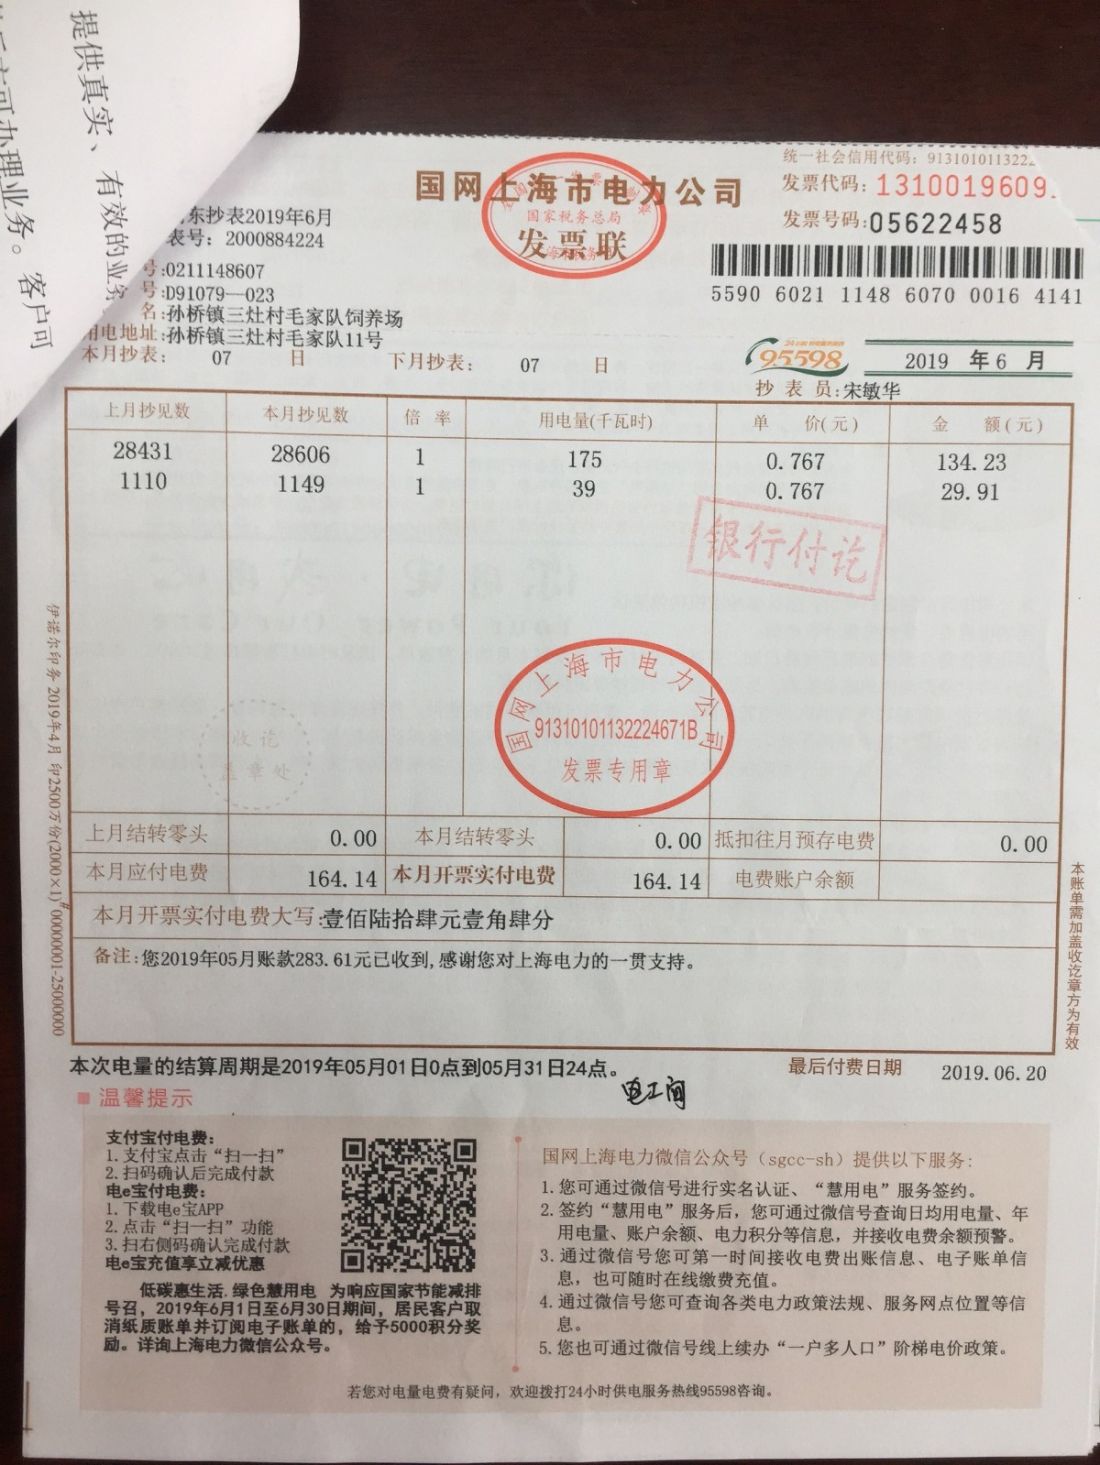 提供真实、有效的业务
可办理业务。客户可
国网上海市电力公司
国家税务总局
发票联
统一社会信用代码：91310101132222
发票代码：1310019609
发票号码：05622458
5590 6021 1148 6070 0016 4141
东抄表2019年6月
表号：2000884224
号:0211148607
号:D91079—023
名:孙桥镇三灶村毛家队饲养场
用电地址:孙桥镇三灶村毛家队11号
本月抄表： 07 日 下月抄表： 07 日
95598
2019 年 6 月
抄 表 员:宋敏华
上月抄见数 本月抄见数 倍 率 用电量(千瓦时) 单 价(元) 金 额(元)
28431 28606 1 175 0.767 134.23
1110 1149 1 39 0.767 29.91
银行付讫
国网上海市电力公司
91310101132224671B
发票专用章
收讫
盖章处
上月结转零头 0.00 本月结转零头 0.00 抵扣往月预存电费 0.00
本月应付电费 164.14 本月开票实付电费 164.14 电费账户余额
本月开票实付电费大写:壹佰陆拾肆元壹角肆分
备注:您2019年05月账款283.61元已收到,感谢您对上海电力的一贯支持。
伊诺尔印务 2019年4月 印2500万份(2000×1)#00000001-25000000
本账单需加盖收讫章方为有效
本次电量的结算周期是2019年05月01日0点到05月31日24点。
最后付费日期 2019.06.20
电工间
温馨提示
支付宝付电费：
1. 支付宝点击“扫一扫”
2. 扫码确认后完成付款
电e宝付电费：
1. 下载电e宝APP
2. 点击“扫一扫”功能
3. 扫右侧码确认完成付款
电e宝充值享立减优惠
低碳惠生活,绿色慧用电 为响应国家节能减排
号召，2019年6月1日至6月30日期间，居民客户取
消纸质账单并订阅电子账单的，给予5000积分奖
励。详询上海电力微信公众号。
国网上海电力微信公众号（sgcc-sh）提供以下服务：
1. 您可通过微信号进行实名认证、“慧用电”服务签约。
2. 签约“慧用电”服务后，您可通过微信号查询日均用电量、年
用电量、账户余额、电力积分等信息，并接收电费余额预警。
3. 通过微信号您可第一时间接收电费出账信息、电子账单信
息，也可随时在线缴费充值。
4. 通过微信号您可查询各类电力政策法规、服务网点位置等信
息。
5. 您也可通过微信号线上续办“一户多人口”阶梯电价政策。
若您对电量电费有疑问，欢迎拨打24小时供电服务热线95598咨询。